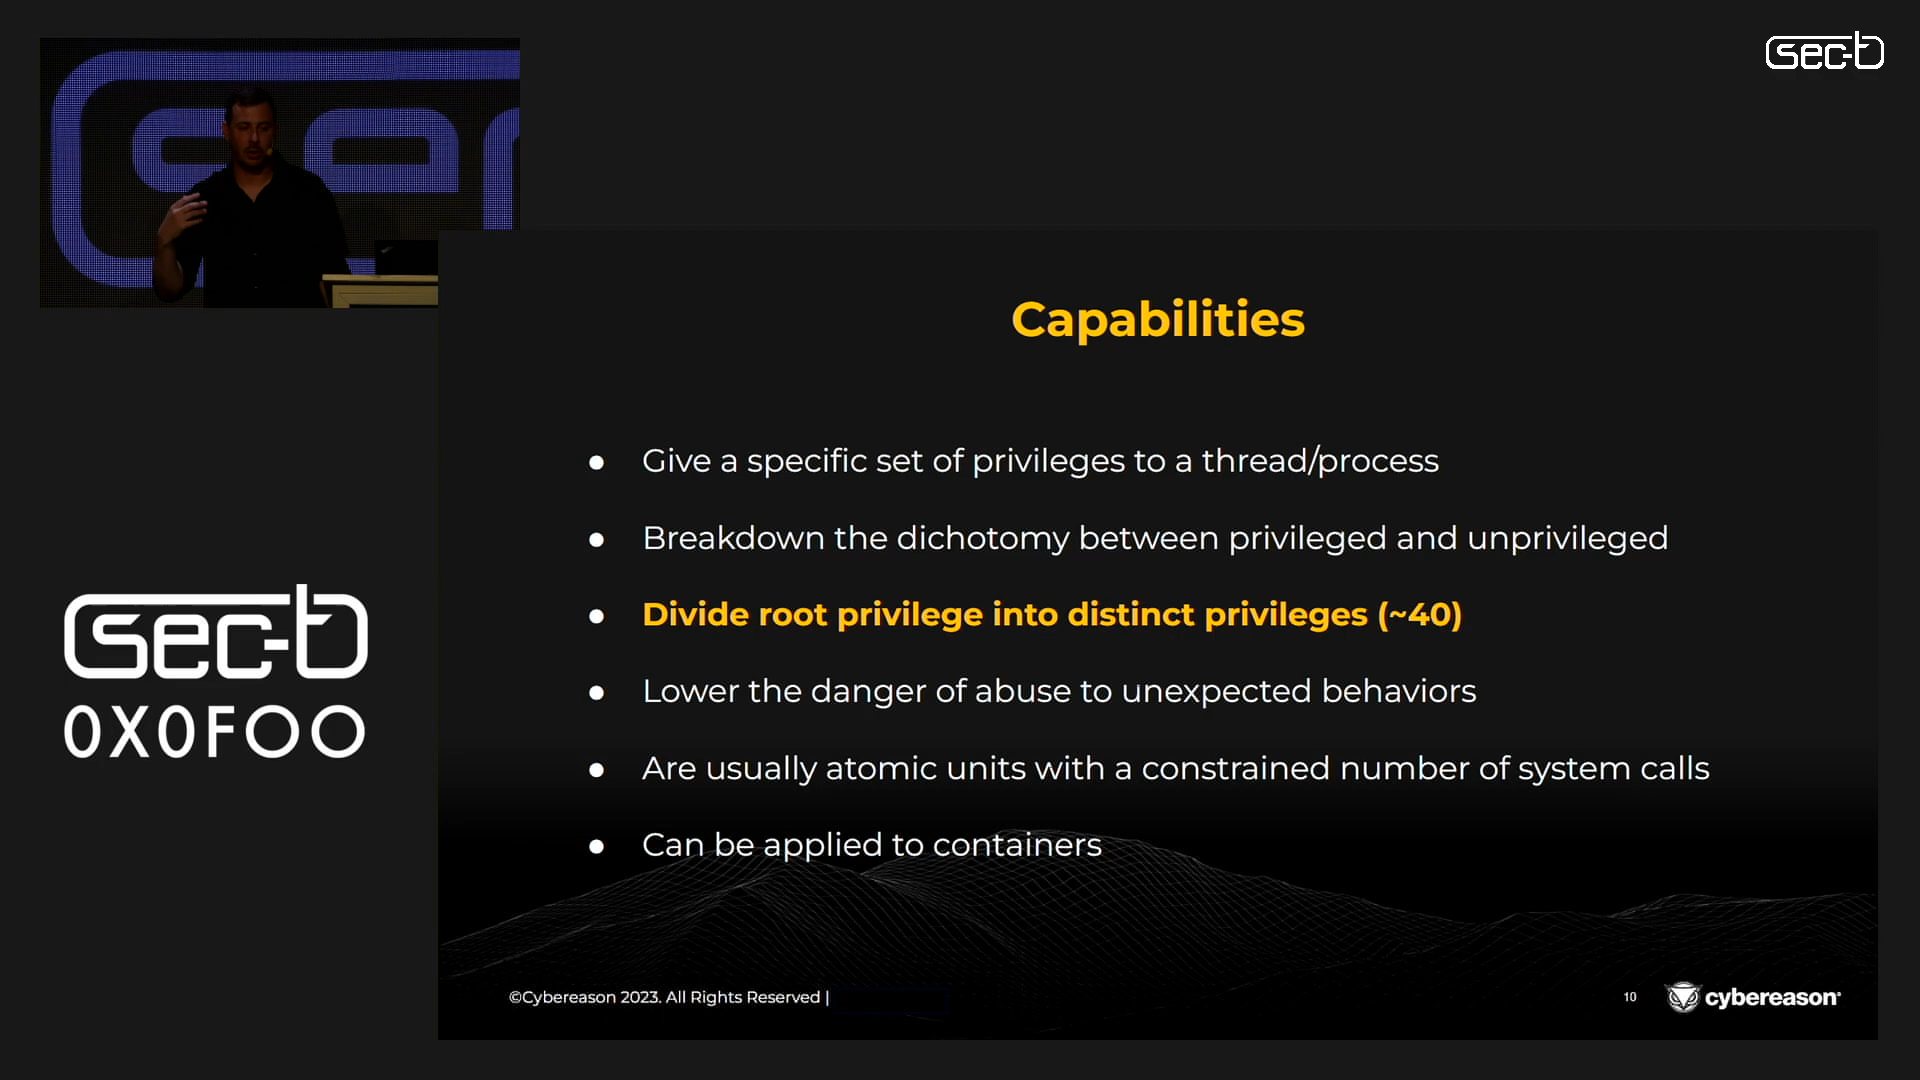 sec-t
Capabilities
● Give a specific set of privileges to a thread/process
● Breakdown the dichotomy between privileged and unprivileged
● Divide root privilege into distinct privileges (~40)
● Lower the danger of abuse to unexpected behaviors
● Are usually atomic units with a constrained number of system calls
● Can be applied to containers
sec-t
0X0F00
©Cybereason 2023. All Rights Reserved |
10
cybereason®